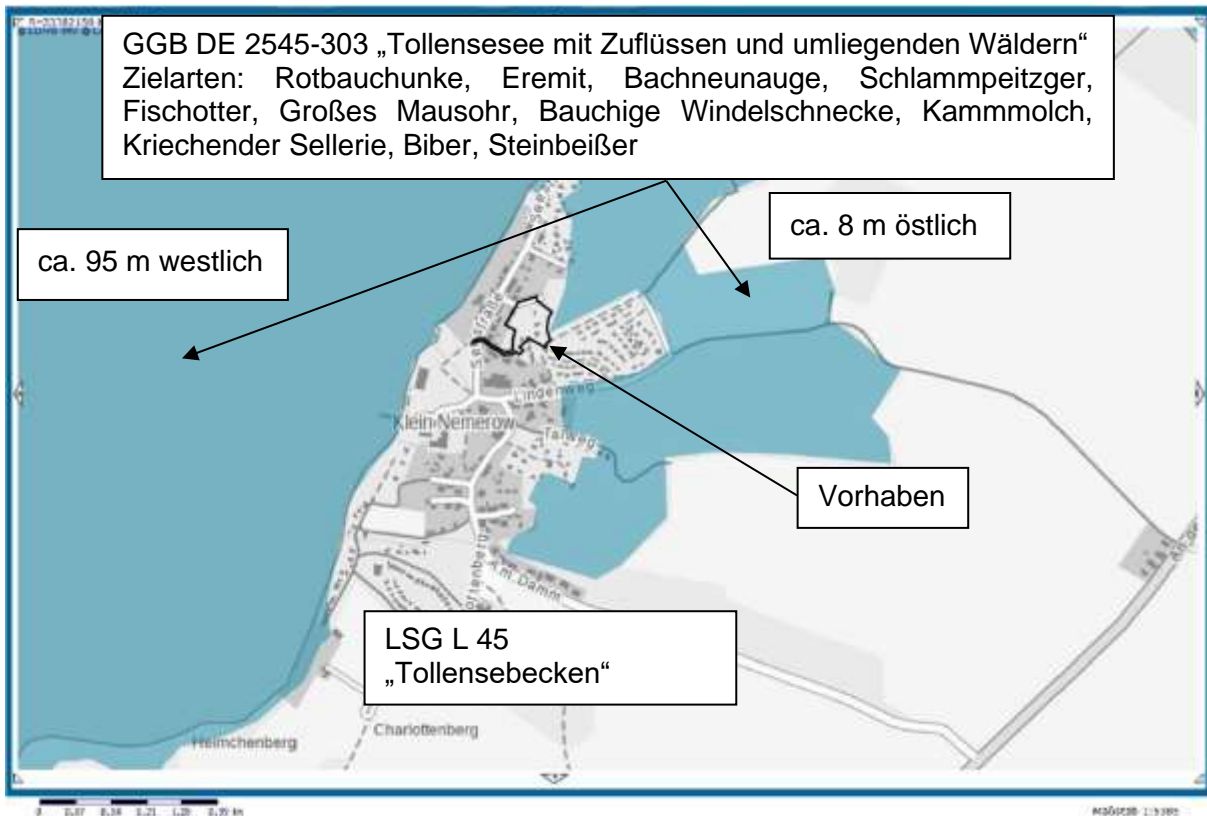 GGB DE 2545-303 „Tollensesee mit Zuflüssen und umliegenden Wäldern“
Zielarten: Rotbauchunke, Eremit, Bachneunauge, Schlammpeitzger,
Fischotter, Großes Mausohr, Bauchige Windelschnecke, Kammmolch,
Kriechender Sellerie, Biber, Steinbeißer
ca. 95 m westlich
ca. 8 m östlich
Seestraße
Lindenweg
Klein Nemerow
Talweg
Vorhaben
Am Damm
LSG L 45
„Tollensebecken“
Charlottenberg
Heimchenberg